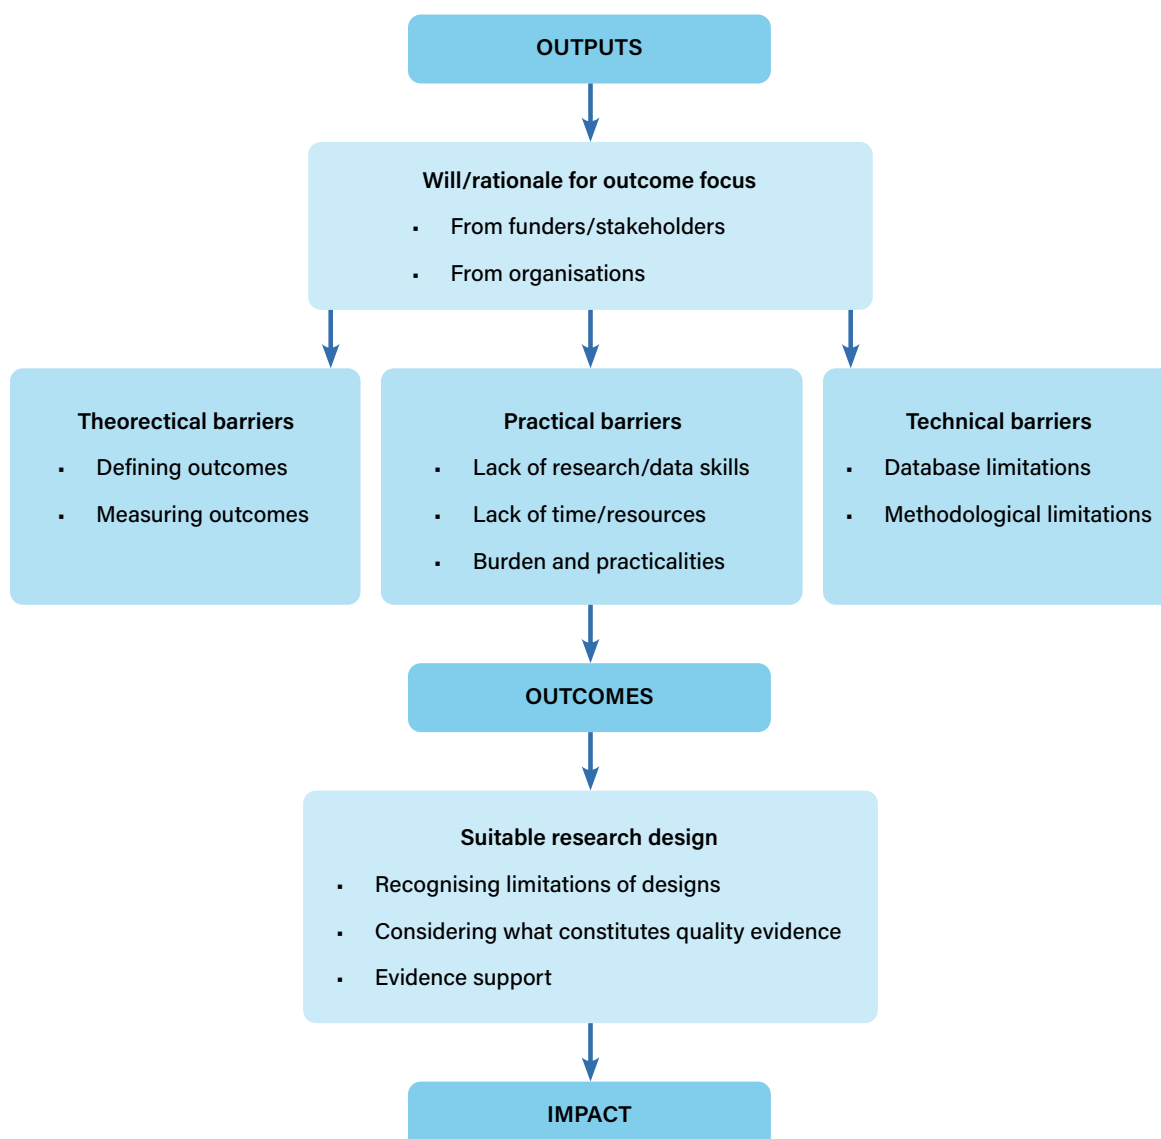 OUTPUTS
Will/rationale for outcome focus
▪ From funders/stakeholders
▪ From organisations
Theorectical barriers
▪ Defining outcomes
▪ Measuring outcomes
Practical barriers
▪ Lack of research/data skills
▪ Lack of time/resources
▪ Burden and practicalities
Technical barriers
▪ Database limitations
▪ Methodological limitations
OUTCOMES
Suitable research design
▪ Recognising limitations of designs
▪ Considering what constitutes quality evidence
▪ Evidence support
IMPACT